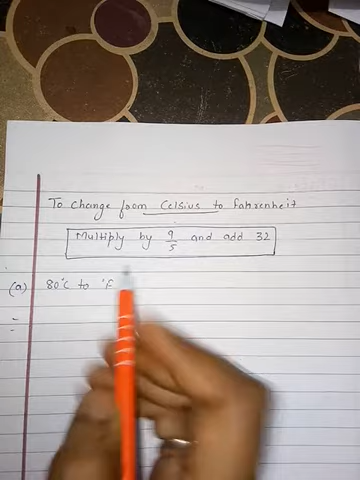 To change from Celsius to Fahrenheit
Multiply by 9/5 and add 32
(a) 80°C to °F
=